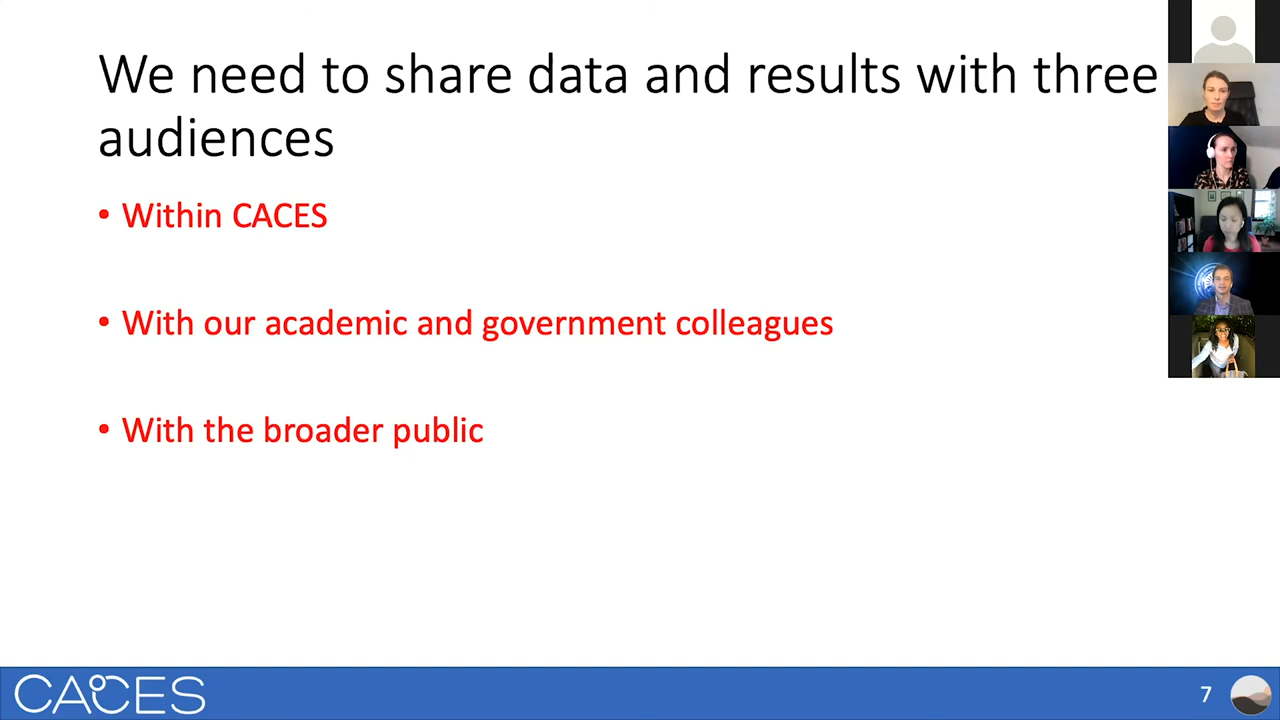 We need to share data and results with three
audiences
• Within CACES
• With our academic and government colleagues
• With the broader public
CACES
7